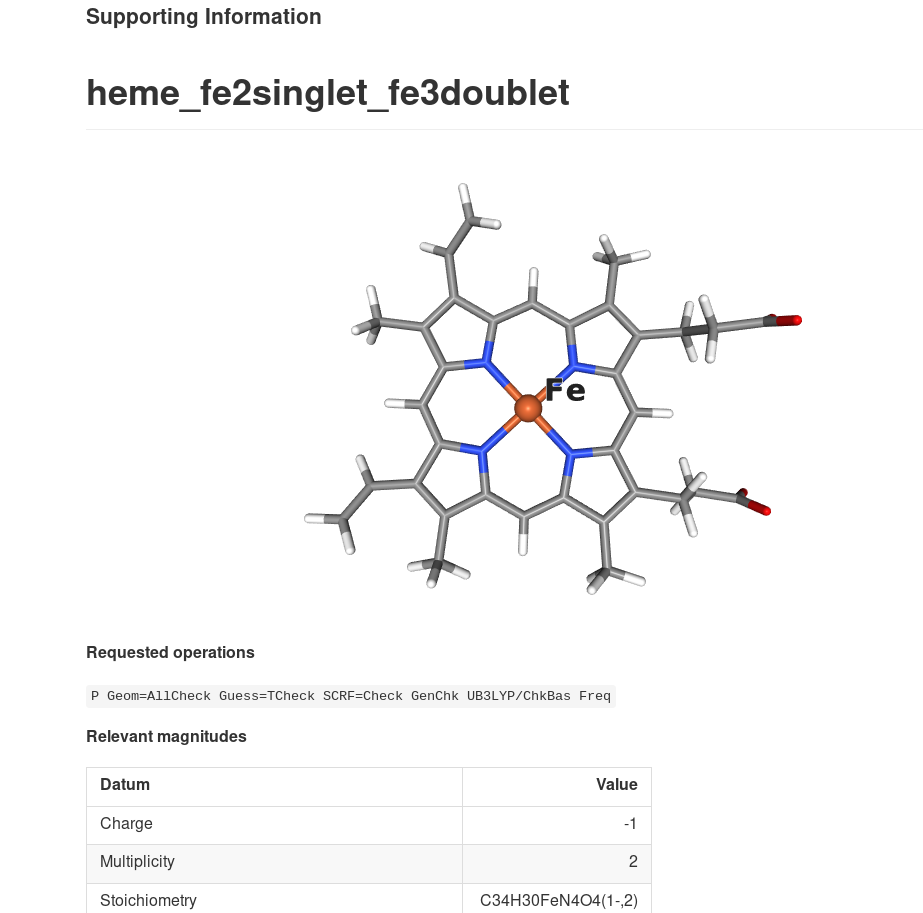 Supporting Information
heme_fe2singlet_fe3doublet
Fe
Requested operations
P Geom=AllCheck Guess=TCheck SCRF=Check GenChk UB3LYP/ChkBas Freq
Relevant magnitudes
Datum Value
Charge -1
Multiplicity 2
Stoichiometry C34H30FeN4O4(1-,2)